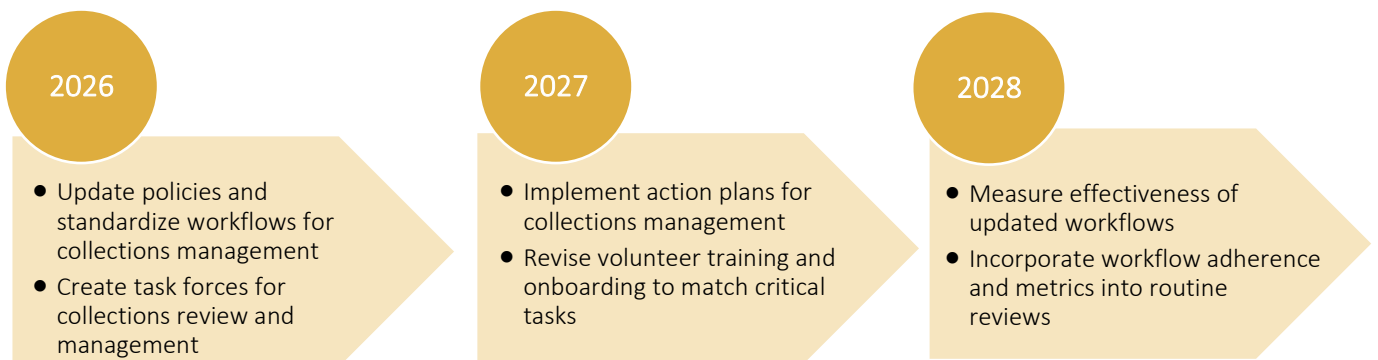 2026
● Update policies and
standardize workflows for
collections management
● Create task forces for
collections review and
management
2027
● Implement action plans for
collections management
● Revise volunteer training and
onboarding to match critical
tasks
2028
● Measure effectiveness of
updated workflows
● Incorporate workflow adherence
and metrics into routine
reviews